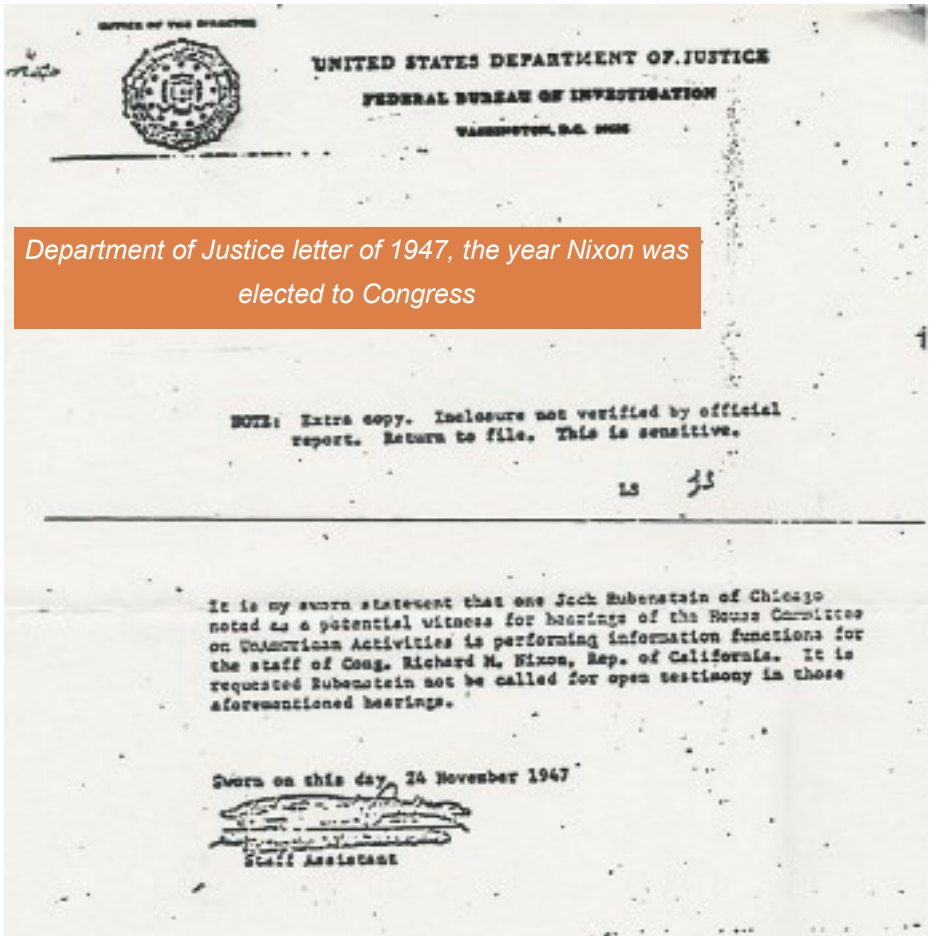 OFFICE OF THE DIRECTOR
UNITED STATES DEPARTMENT OF JUSTICE
FEDERAL BUREAU OF INVESTIGATION
WASHINGTON, D.C.
Department of Justice letter of 1947, the year Nixon was
elected to Congress
NOTE: Extra copy. Inclosure not verified by official
report. Return to file. This is sensitive.
LS
It is my sworn statement that one Jack Rubenstein of Chicago
noted as a potential witness for hearings of the House Committee
on UnAmerican Activities is performing information functions for
the staff of Cong. Richard M. Nixon, Rep. of California. It is
requested Rubenstein not be called for open testimony in those
aforementioned hearings.
Sworn on this day, 24 November 1947
Staff Assistant